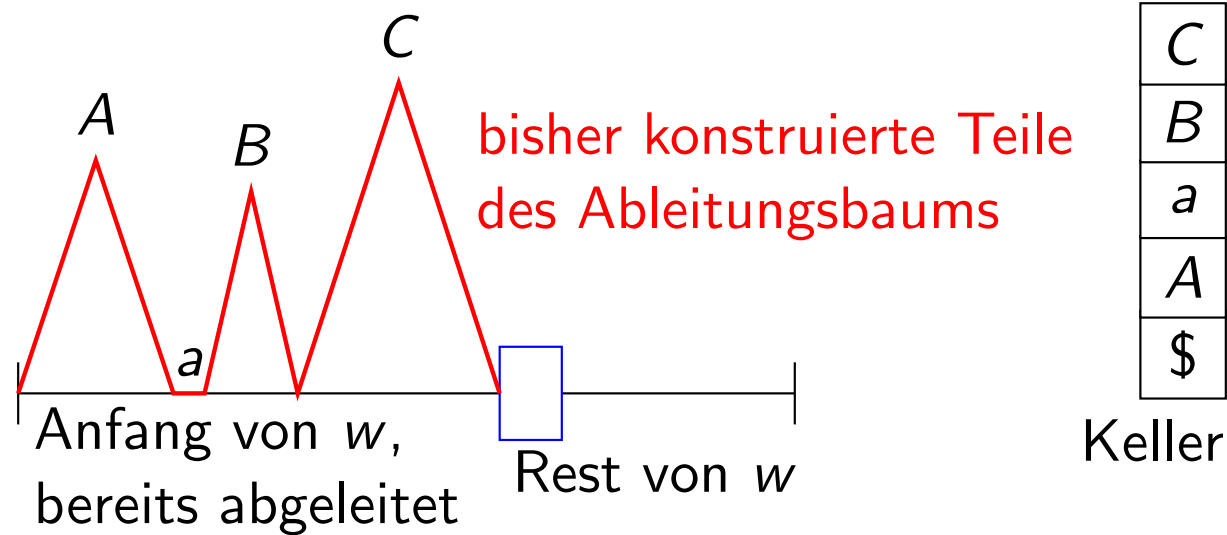 A
B
C
a
bisher konstruierte Teile
des Ableitungsbaums
Anfang von w,
bereits abgeleitet
Rest von w
C
B
a
A
$
Keller